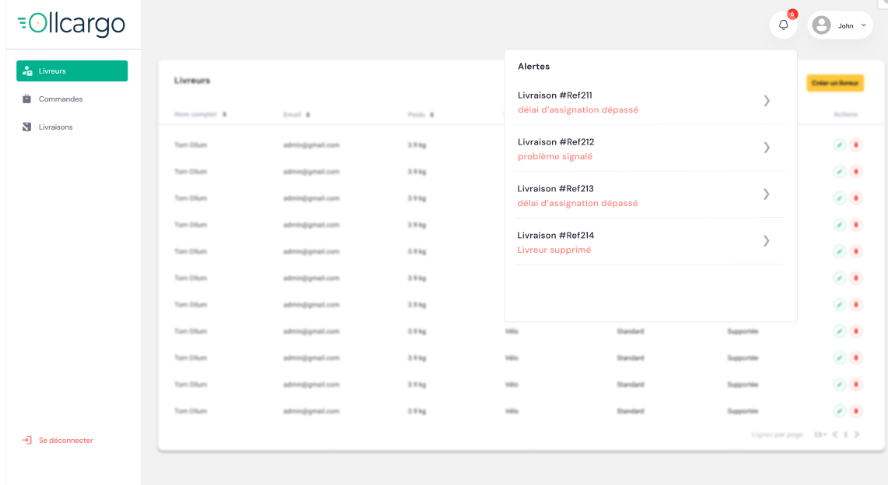 Ollcargo
6
John
Livreurs
Commandes
Livraisons
Se déconnecter
Alertes
Livraison #Ref211
délai d'assignation dépassé
Livraison #Ref212
problème signalé
Livraison #Ref213
délai d'assignation dépassé
Livraison #Ref214
Livreur supprimé
Livreurs
Créer un livreur
Nom complet Email Poids Actions
Tom Ollum admin@gmail.com 3.9 kg
Tom Ollum admin@gmail.com 3.9 kg
Tom Ollum admin@gmail.com 3.9 kg
Tom Ollum admin@gmail.com 3.9 kg
Tom Ollum admin@gmail.com 3.9 kg
Tom Ollum admin@gmail.com 3.9 kg
Tom Ollum admin@gmail.com 3.9 kg
Tom Ollum admin@gmail.com 3.9 kg Vélo Standard Supportée
Tom Ollum admin@gmail.com 3.9 kg Vélo Standard Supportée
Tom Ollum admin@gmail.com 3.9 kg Vélo Standard Supportée
Tom Ollum admin@gmail.com 3.9 kg Vélo Standard Supportée
Lignes par page 11 1